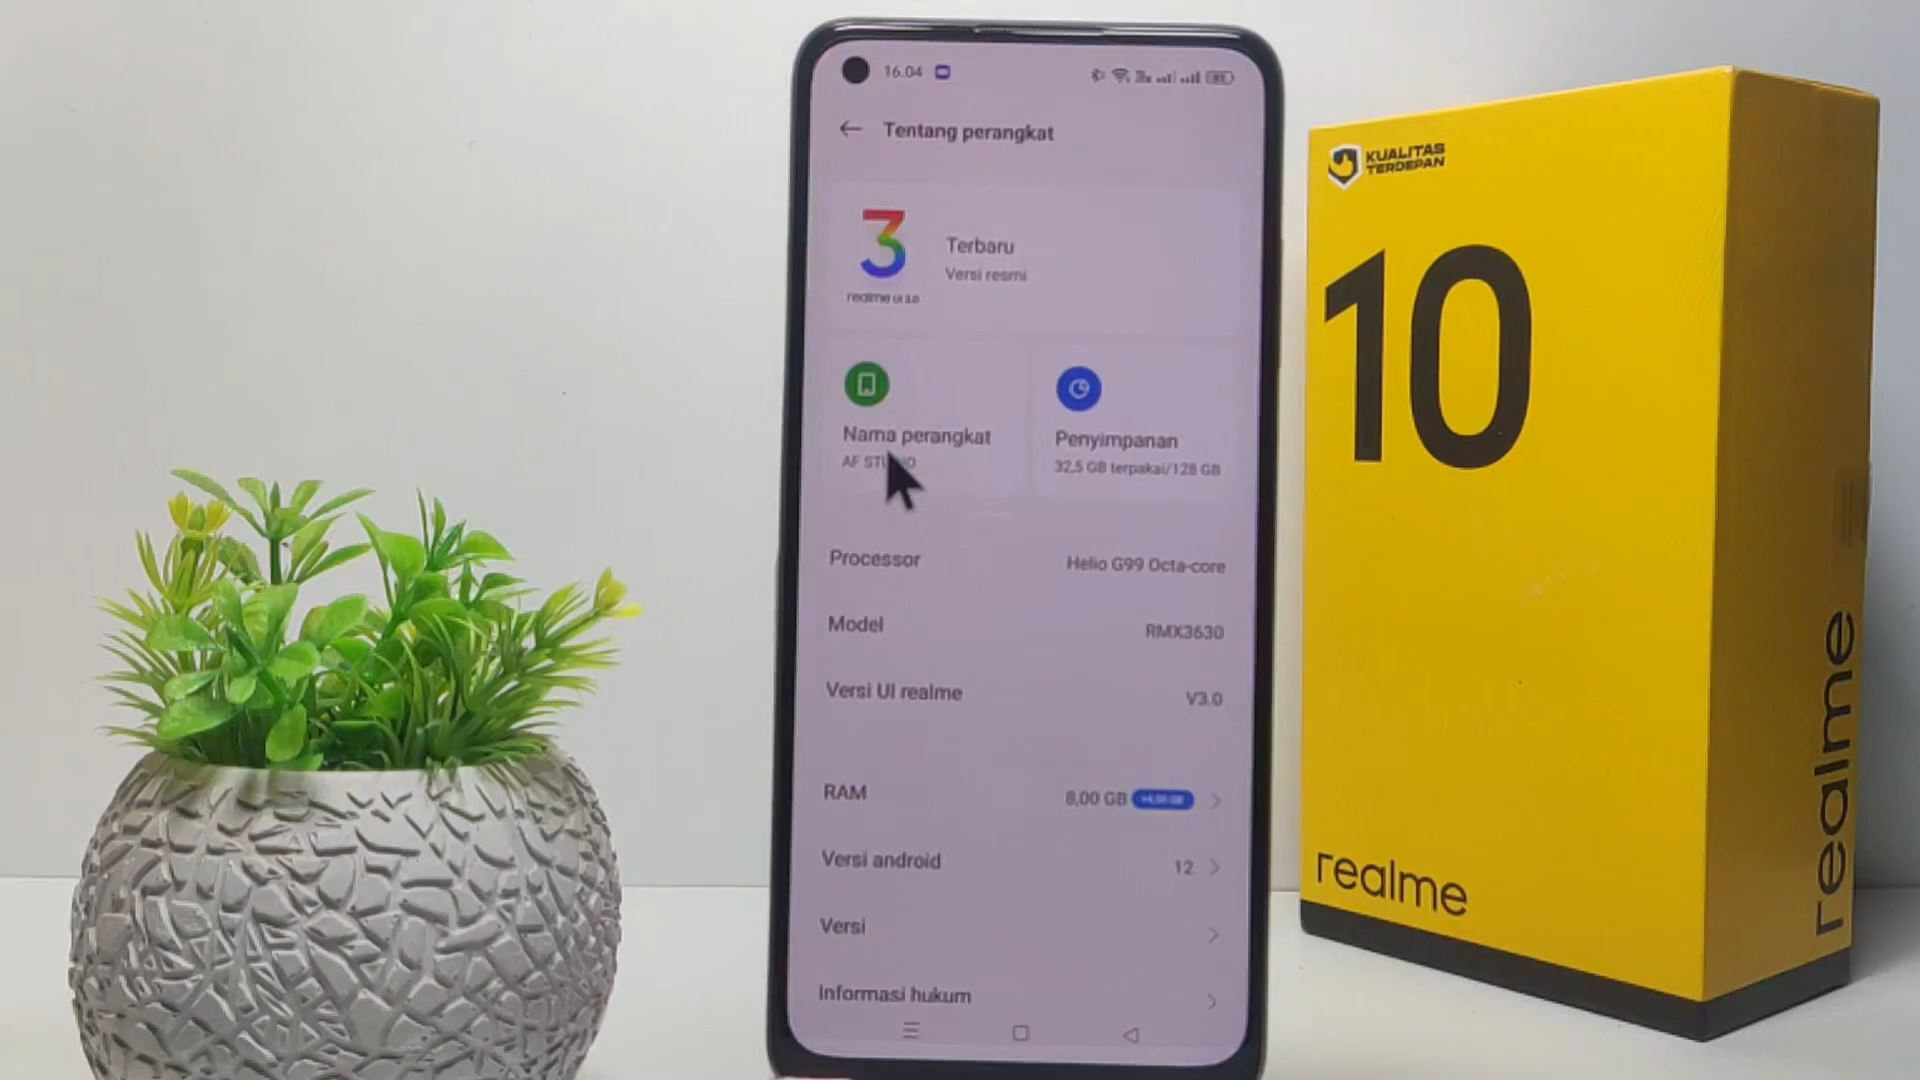 16.04
Tentang perangkat
3
realme UI 3.0
Terbaru
Versi resmi
Nama perangkat
Penyimpanan
32,5 GB terpakai/128 GB
Processor
Helio G99 Octa-core
Model
RMX3630
Versi UI realme
V3.0
RAM
8,00 GB
Versi android
12
Versi
Informasi hukum
KUALITAS
TERDEPAN
10
realme
realme